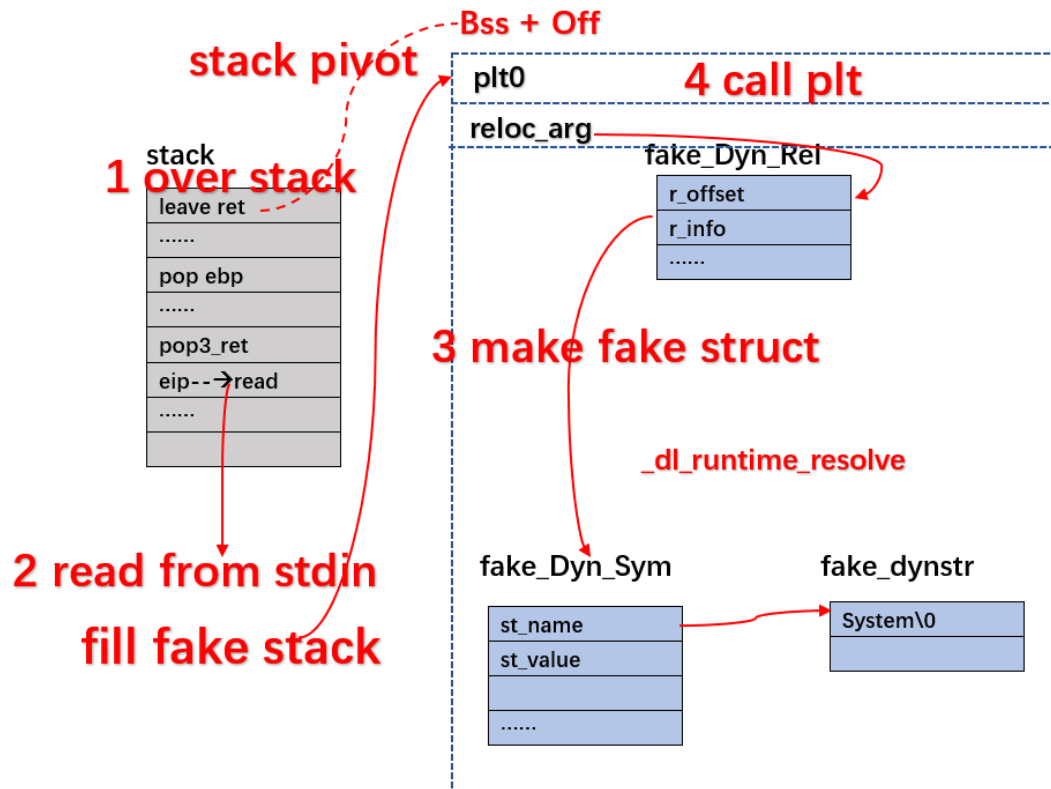 Bss + Off
stack pivot
plt0
4 call plt
reloc_arg
stack
1 over stack
fake_Dyn_Rel
leave ret
......
pop ebp
......
pop3_ret
eip--→read
......
r_offset
r_info
......
3 make fake struct
_dl_runtime_resolve
2 read from stdin
fill fake stack
fake_Dyn_Sym
st_name
st_value
......
fake_dynstr
System\0